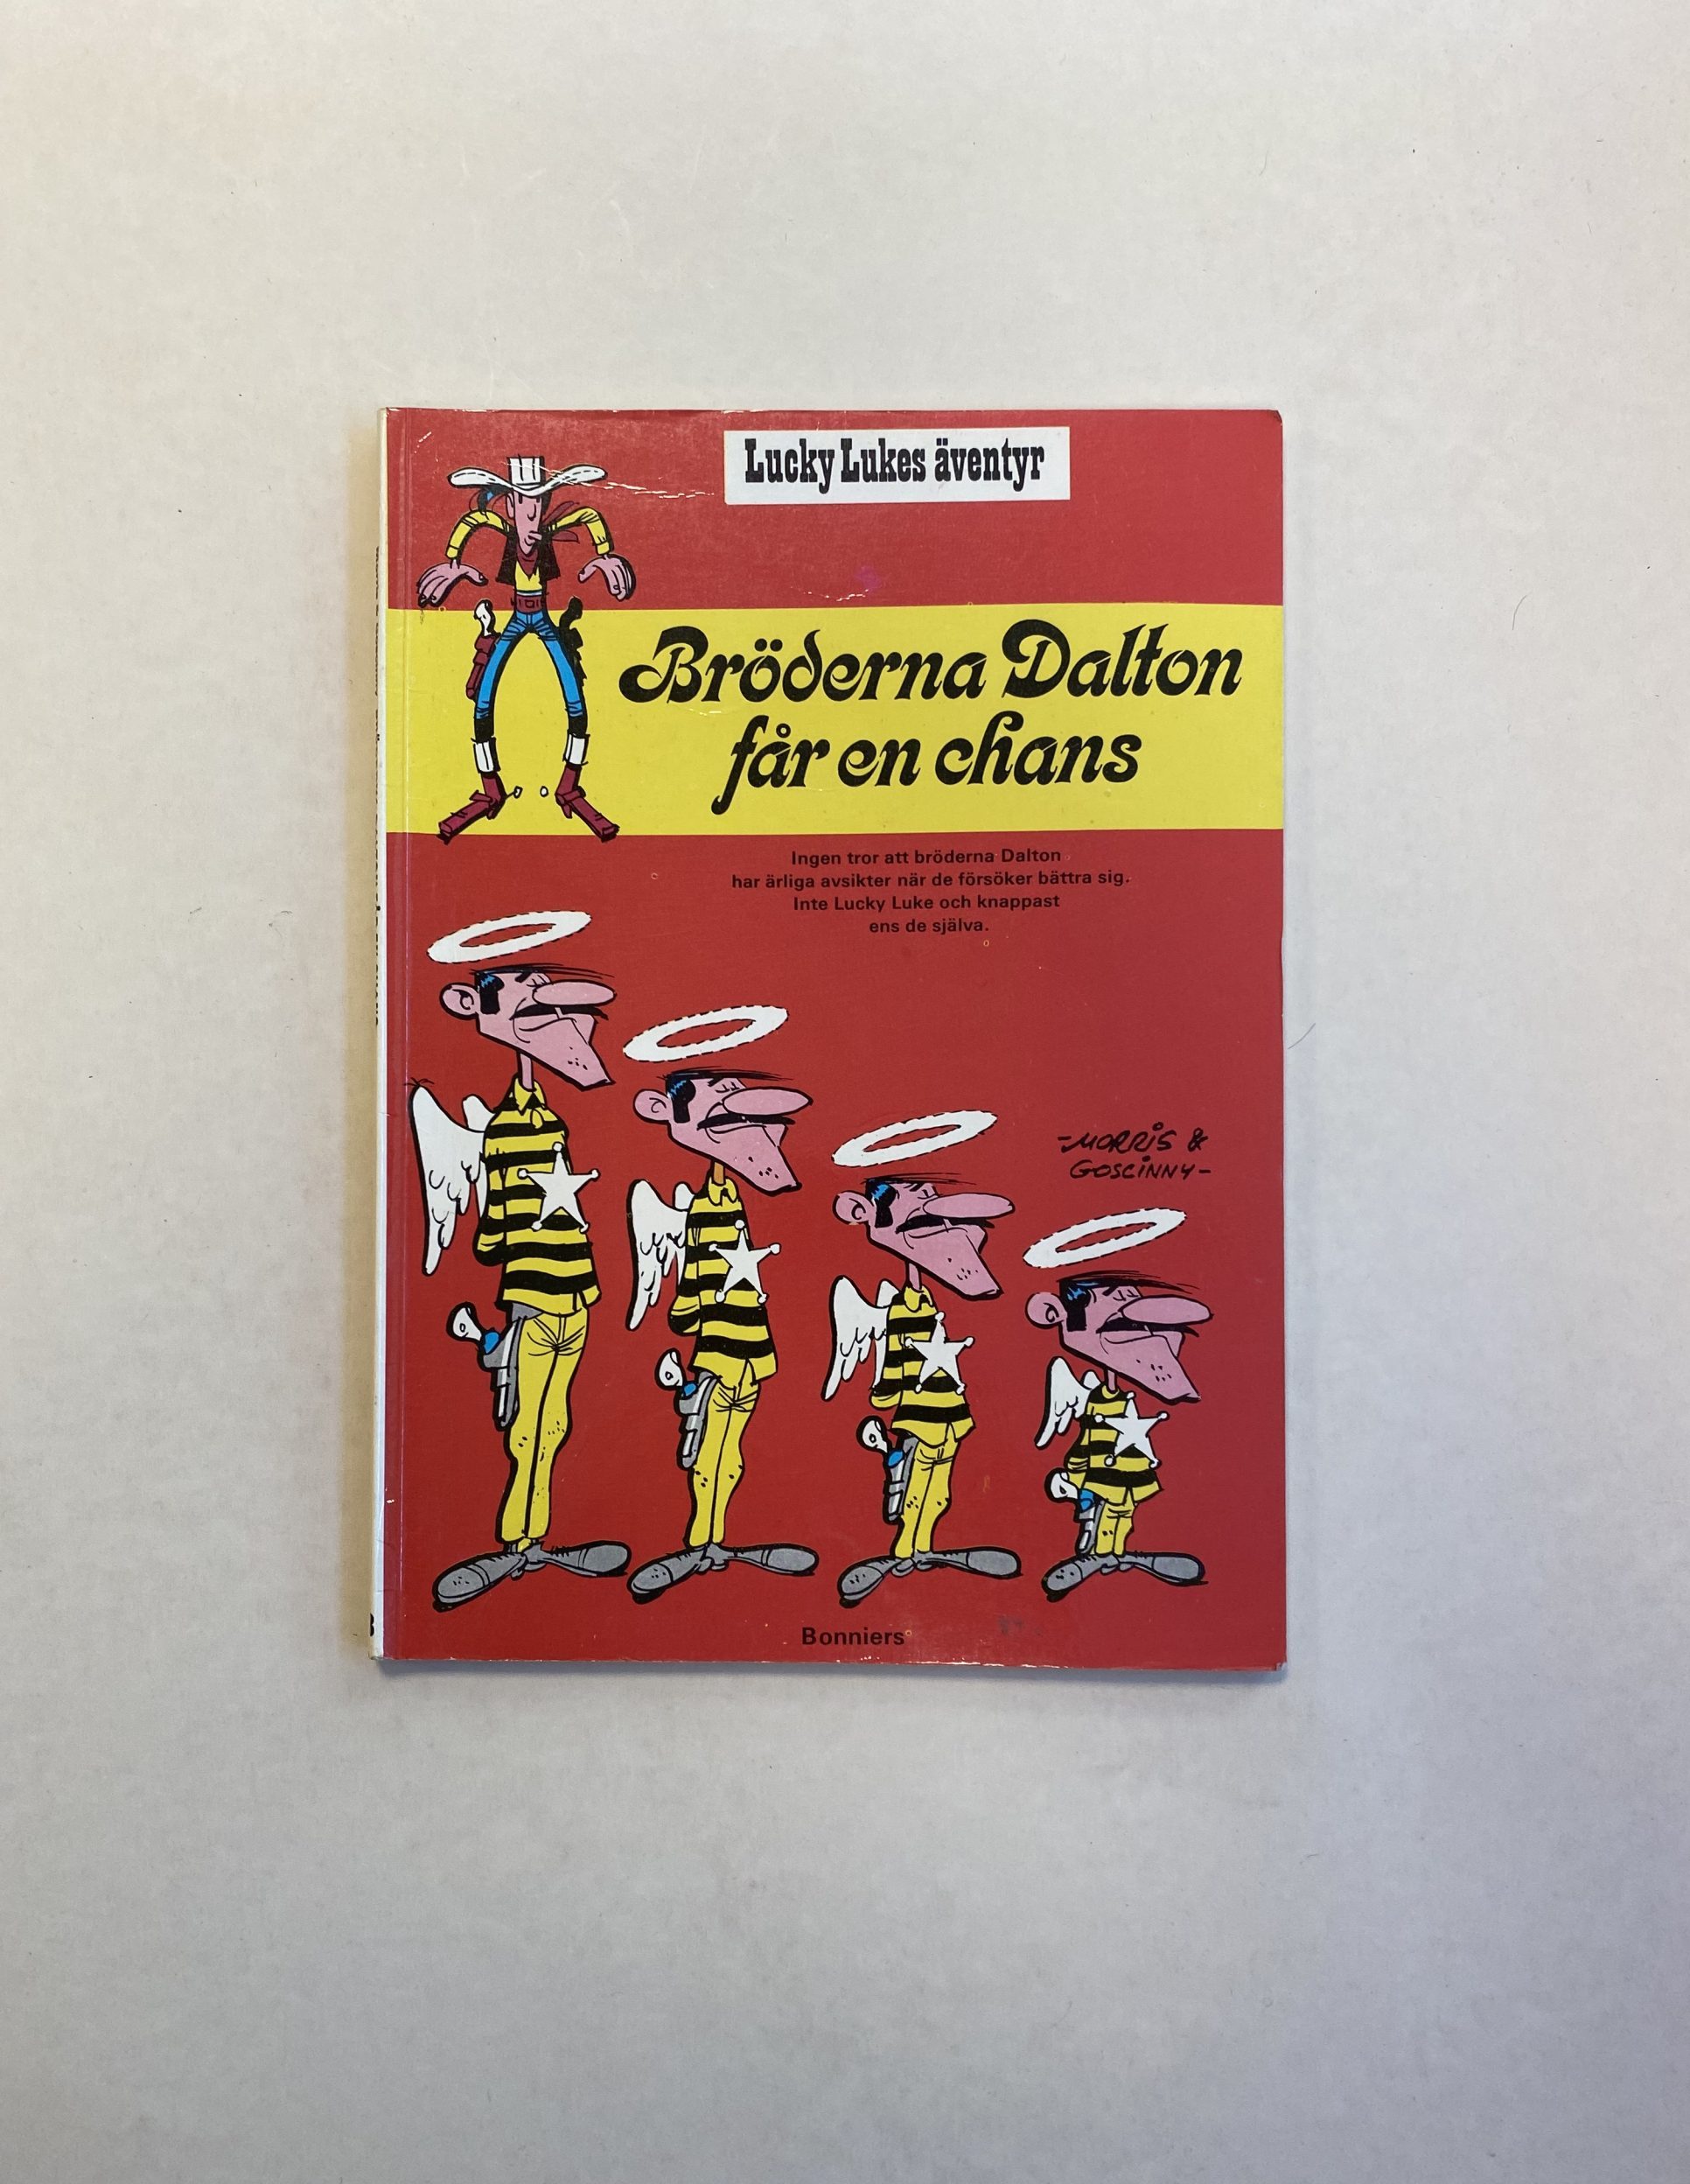 Lucky Lukes äventyr
Bröderna Dalton
får en chans
Ingen tror att bröderna Dalton
har ärliga avsikter när de försöker bättra sig.
Inte Lucky Luke och knappast
ens de själva.
-MORRIS &
GOSCINNY-
Bonniers